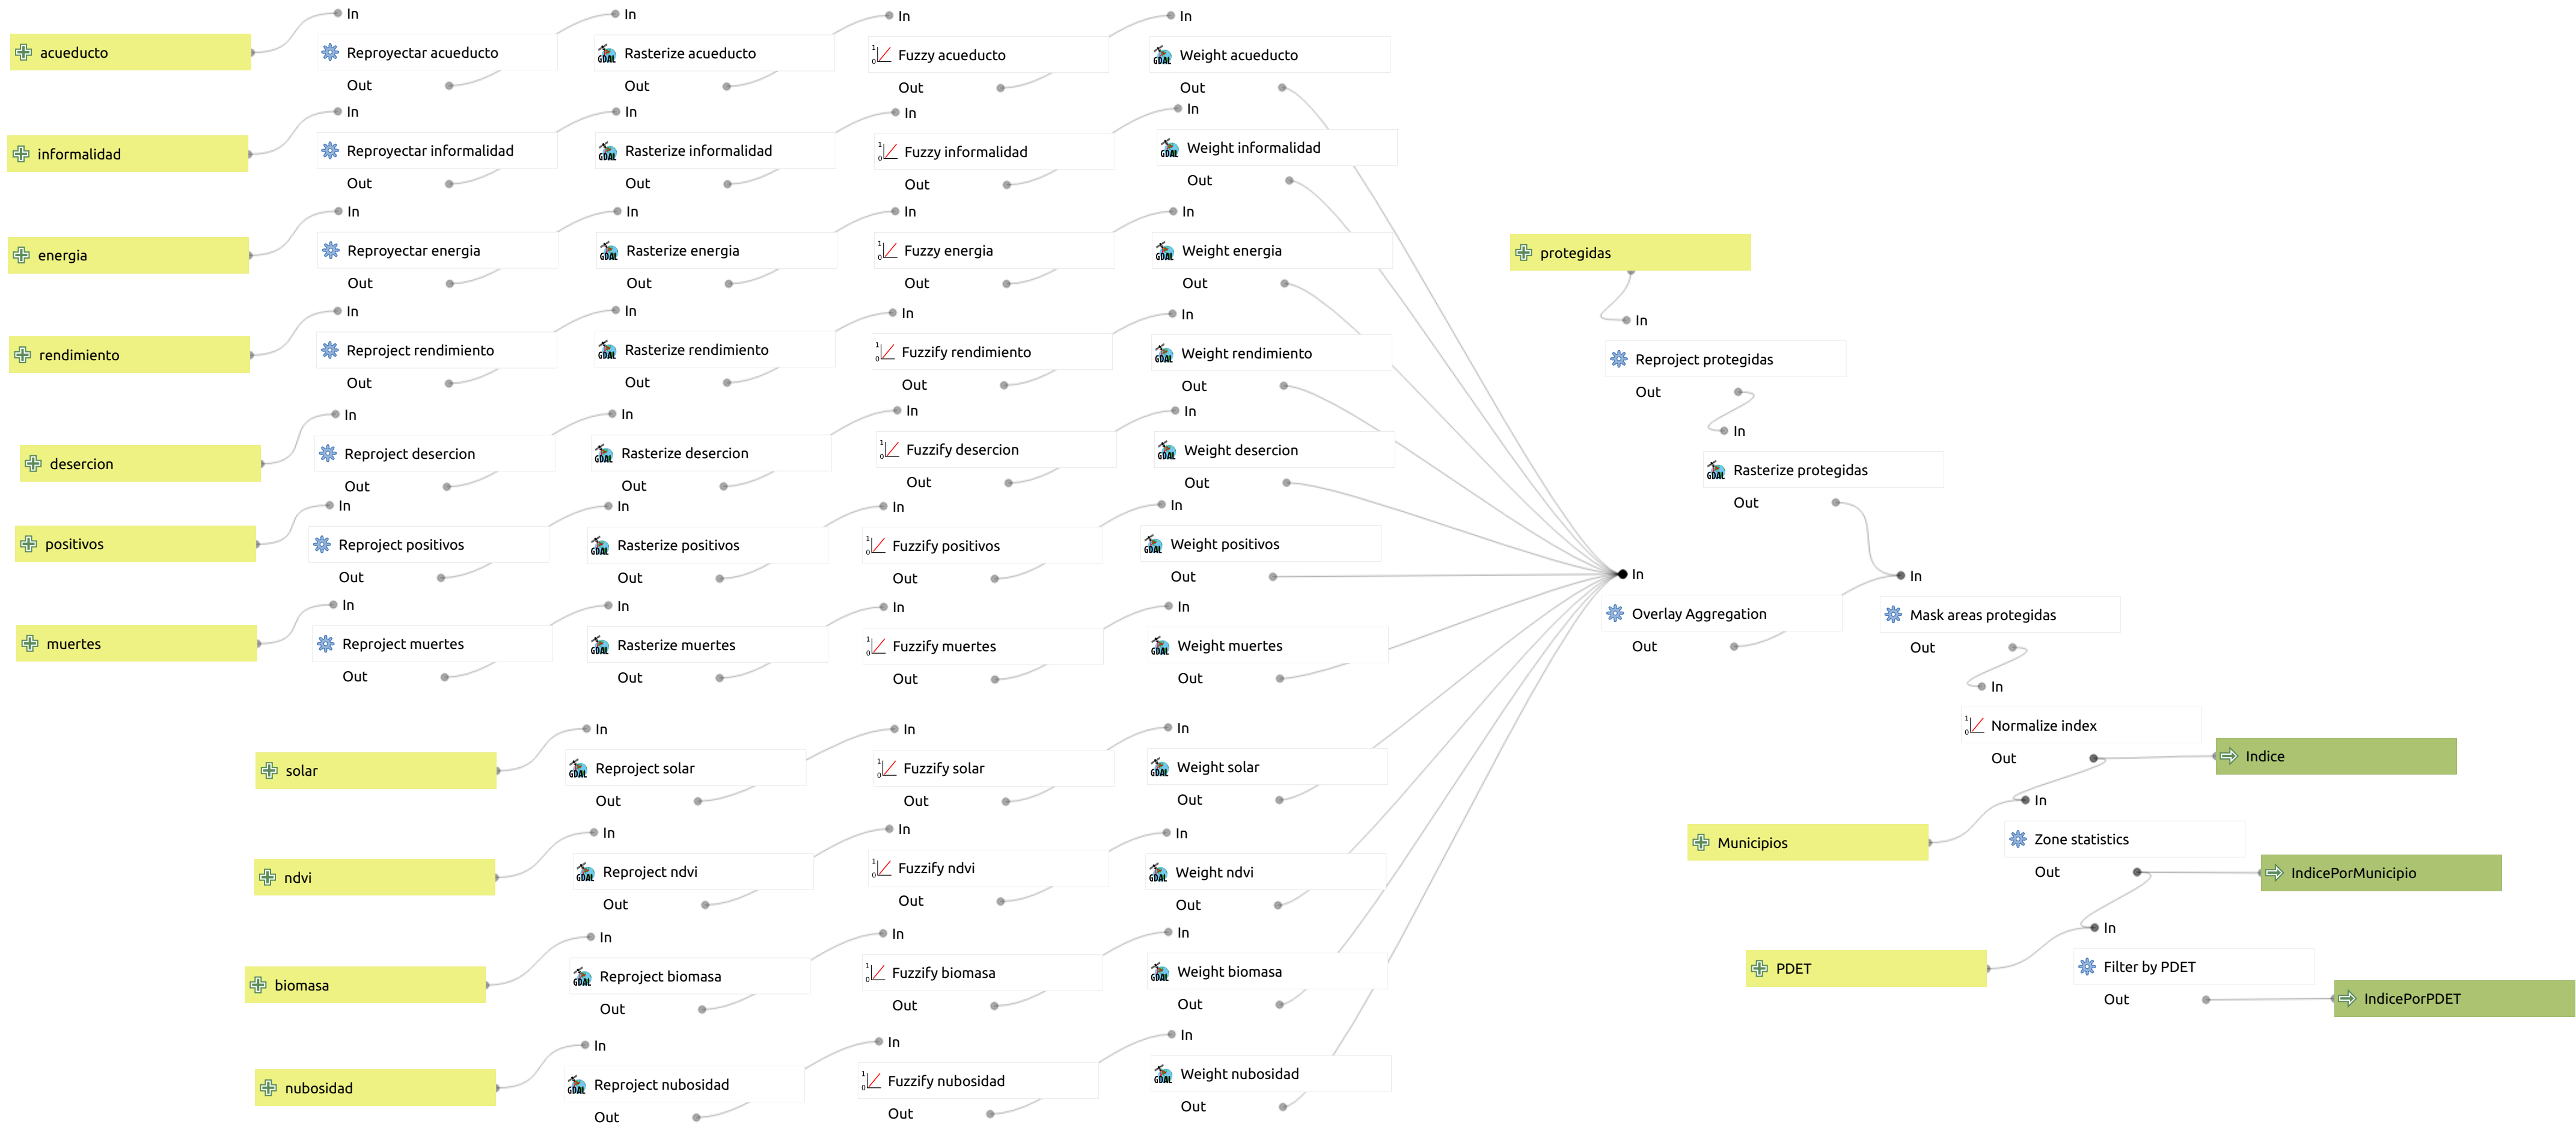 In In In In
acueducto Reproyectar acueducto Rasterize acueducto Fuzzy acueducto Weight acueducto
Out Out Out Out
In In In In
informalidad Reproyectar informalidad Rasterize informalidad Fuzzy informalidad Weight informalidad
Out Out Out Out
In In In In
energia Reproyectar energia Rasterize energia Fuzzy energia Weight energia
Out Out Out Out
In In In In
rendimiento Reproject rendimiento Rasterize rendimiento Fuzzify rendimiento Weight rendimiento
Out Out Out Out
In In In In
desercion Reproject desercion Rasterize desercion Fuzzify desercion Weight desercion
Out Out Out Out
In In In In
positivos Reproject positivos Rasterize positivos Fuzzify positivos Weight positivos
Out Out Out Out
In In In In
muertes Reproject muertes Rasterize muertes Fuzzify muertes Weight muertes
Out Out Out Out
In In In
solar Reproject solar Fuzzify solar Weight solar
Out Out Out
In In In
ndvi Reproject ndvi Fuzzify ndvi Weight ndvi
Out Out Out
In In In
biomasa Reproject biomasa Fuzzify biomasa Weight biomasa
Out Out Out
In In In
nubosidad Reproject nubosidad Fuzzify nubosidad Weight nubosidad
Out Out Out
protegidas
In
Reproject protegidas
Out
In
Rasterize protegidas
Out
In In
Overlay Aggregation Mask areas protegidas
Out Out
In
Normalize index
Out Indice
In
Municipios Zone statistics
Out IndicePorMunicipio
In
PDET Filter by PDET
Out IndicePorPDET